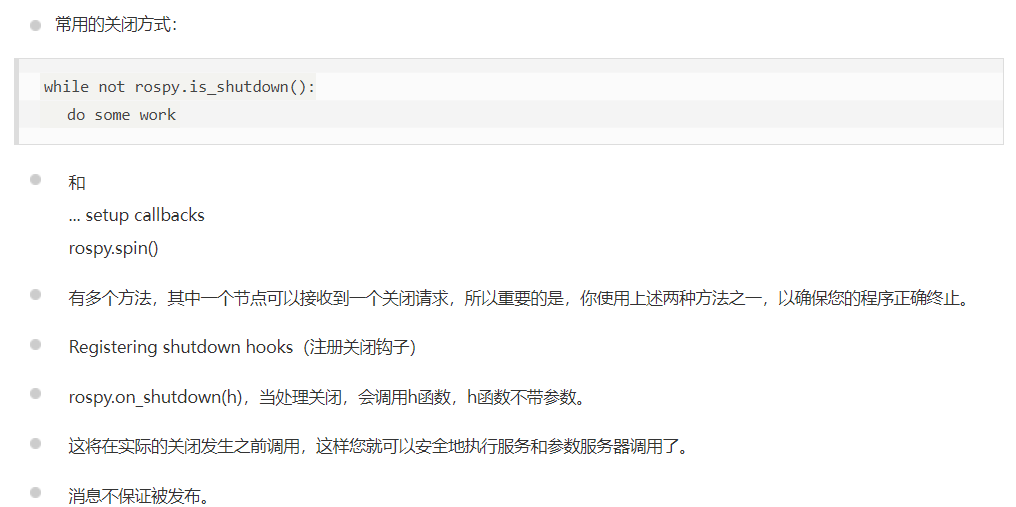 常用的关闭方式：
while not rospy.is_shutdown():
do some work
和
... setup callbacks
rospy.spin()
有多个方法，其中一个节点可以接收到一个关闭请求，所以重要的是，你使用上述两种方法之一，以确保您的程序正确终止。
Registering shutdown hooks（注册关闭钩子）
rospy.on_shutdown(h)，当处理关闭，会调用h函数，h函数不带参数。
这将在实际的关闭发生之前调用，这样您就可以安全地执行服务和参数服务器调用了。
消息不保证被发布。